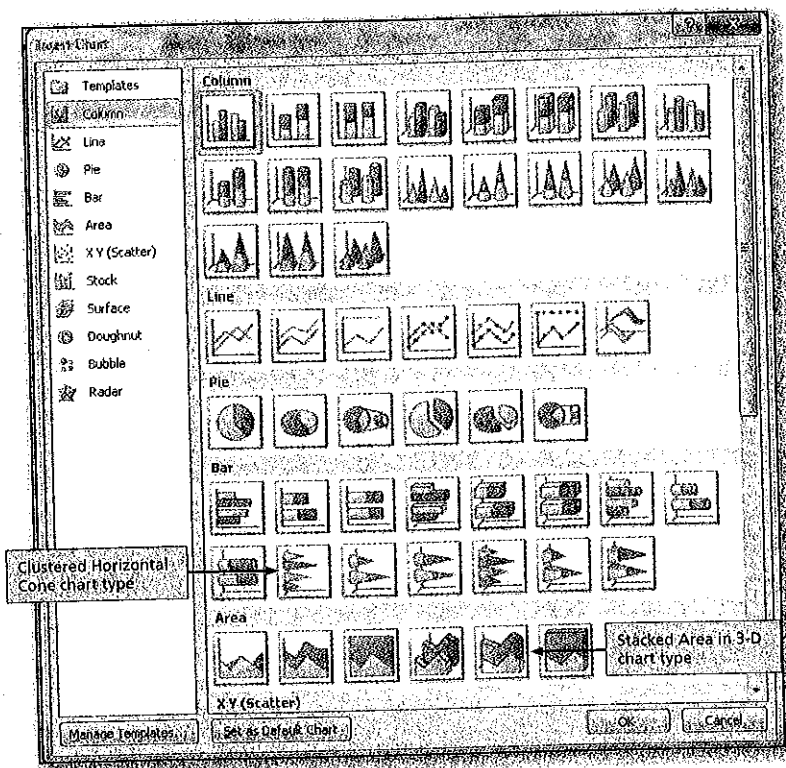 Insert Chart
Templates
Column
Line
Pie
Bar
Area
X Y (Scatter)
Stock
Surface
Doughnut
Bubble
Radar
Column
Line
Pie
Bar
Clustered Horizontal
Cone chart type
Area
Stacked Area in 3-D
chart type
X Y (Scatter)
Manage Templates...
Set as Default Chart
OK
Cancel